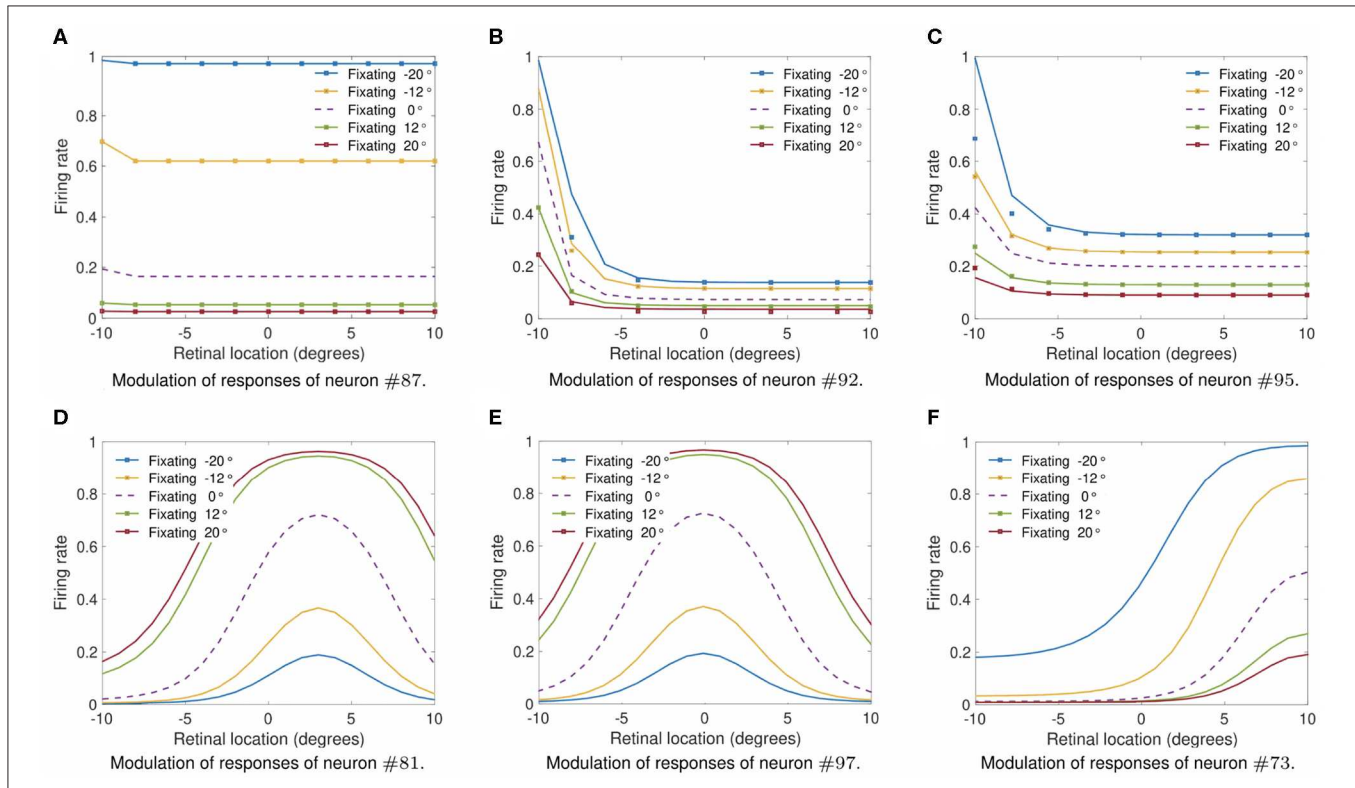 A
1
0.8
0.6
0.4
0.2
0
Firing rate
-10
-5
0
5
10
Retinal location (degrees)
Fixating -20°
Fixating -12°
Fixating 0°
Fixating 12°
Fixating 20°
Modulation of responses of neuron #87.
B
1
0.8
0.6
0.4
0.2
0
Firing rate
-10
-5
0
5
10
Retinal location (degrees)
Fixating -20°
Fixating -12°
Fixating 0°
Fixating 12°
Fixating 20°
Modulation of responses of neuron #92.
C
1
0.8
0.6
0.4
0.2
0
Firing rate
-10
-5
0
5
10
Retinal location (degrees)
Fixating -20°
Fixating -12°
Fixating 0°
Fixating 12°
Fixating 20°
Modulation of responses of neuron #95.
D
1
0.8
0.6
0.4
0.2
0
Firing rate
-10
-5
0
5
10
Retinal location (degrees)
Fixating -20°
Fixating -12°
Fixating 0°
Fixating 12°
Fixating 20°
Modulation of responses of neuron #81.
E
1
0.8
0.6
0.4
0.2
0
Firing rate
-10
-5
0
5
10
Retinal location (degrees)
Fixating -20°
Fixating -12°
Fixating 0°
Fixating 12°
Fixating 20°
Modulation of responses of neuron #97.
F
1
0.8
0.6
0.4
0.2
0
Firing rate
-10
-5
0
5
10
Retinal location (degrees)
Fixating -20°
Fixating -12°
Fixating 0°
Fixating 12°
Fixating 20°
Modulation of responses of neuron #73.